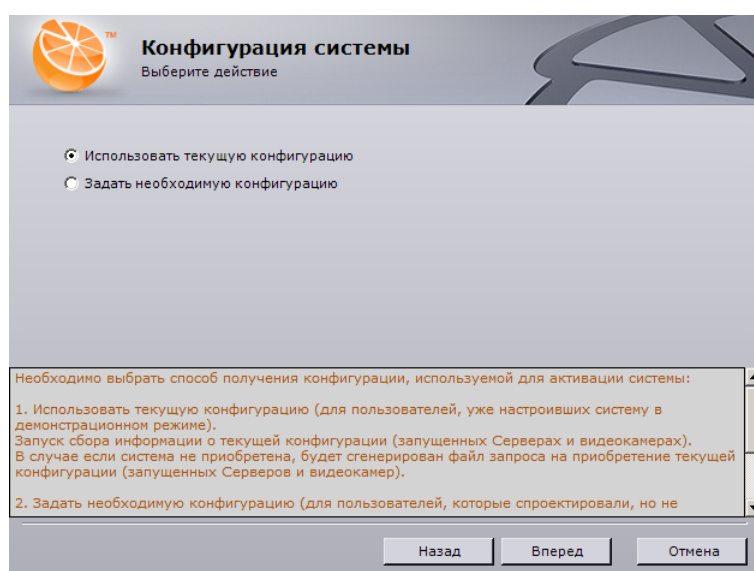 TM
Конфигурация системы
Выберите действие
Использовать текущую конфигурацию
Задать необходимую конфигурацию
Необходимо выбрать способ получения конфигурации, используемой для активации системы:
1. Использовать текущую конфигурацию (для пользователей, уже настроивших систему в
демонстрационном режиме).
Запуск сбора информации о текущей конфигурации (запущенных Серверах и видеокамерах).
В случае если система не приобретена, будет сгенерирован файл запроса на приобретение текущей
конфигурации (запущенных Серверов и видеокамер).
2. Задать необходимую конфигурацию (для пользователей, которые спроектировали, но не
Назад Вперед Отмена